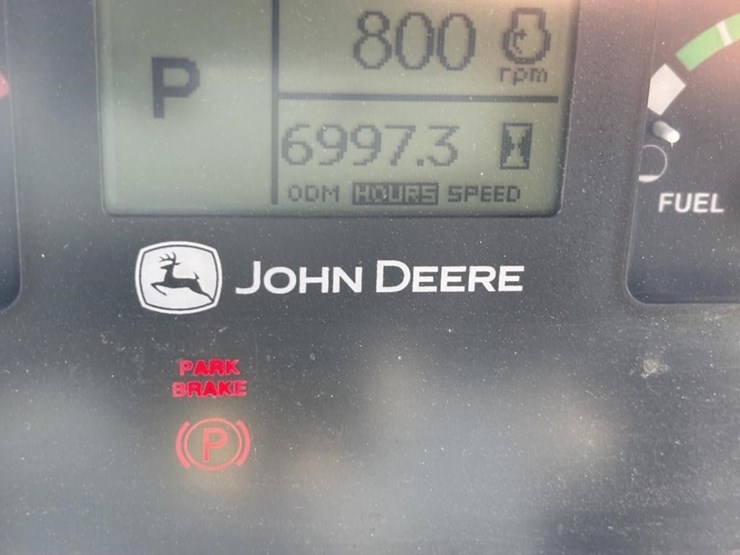 P
800
rpm
6997.3
ODM HOURS SPEED
FUEL
JOHN DEERE
PARK
BRAKE
(P)